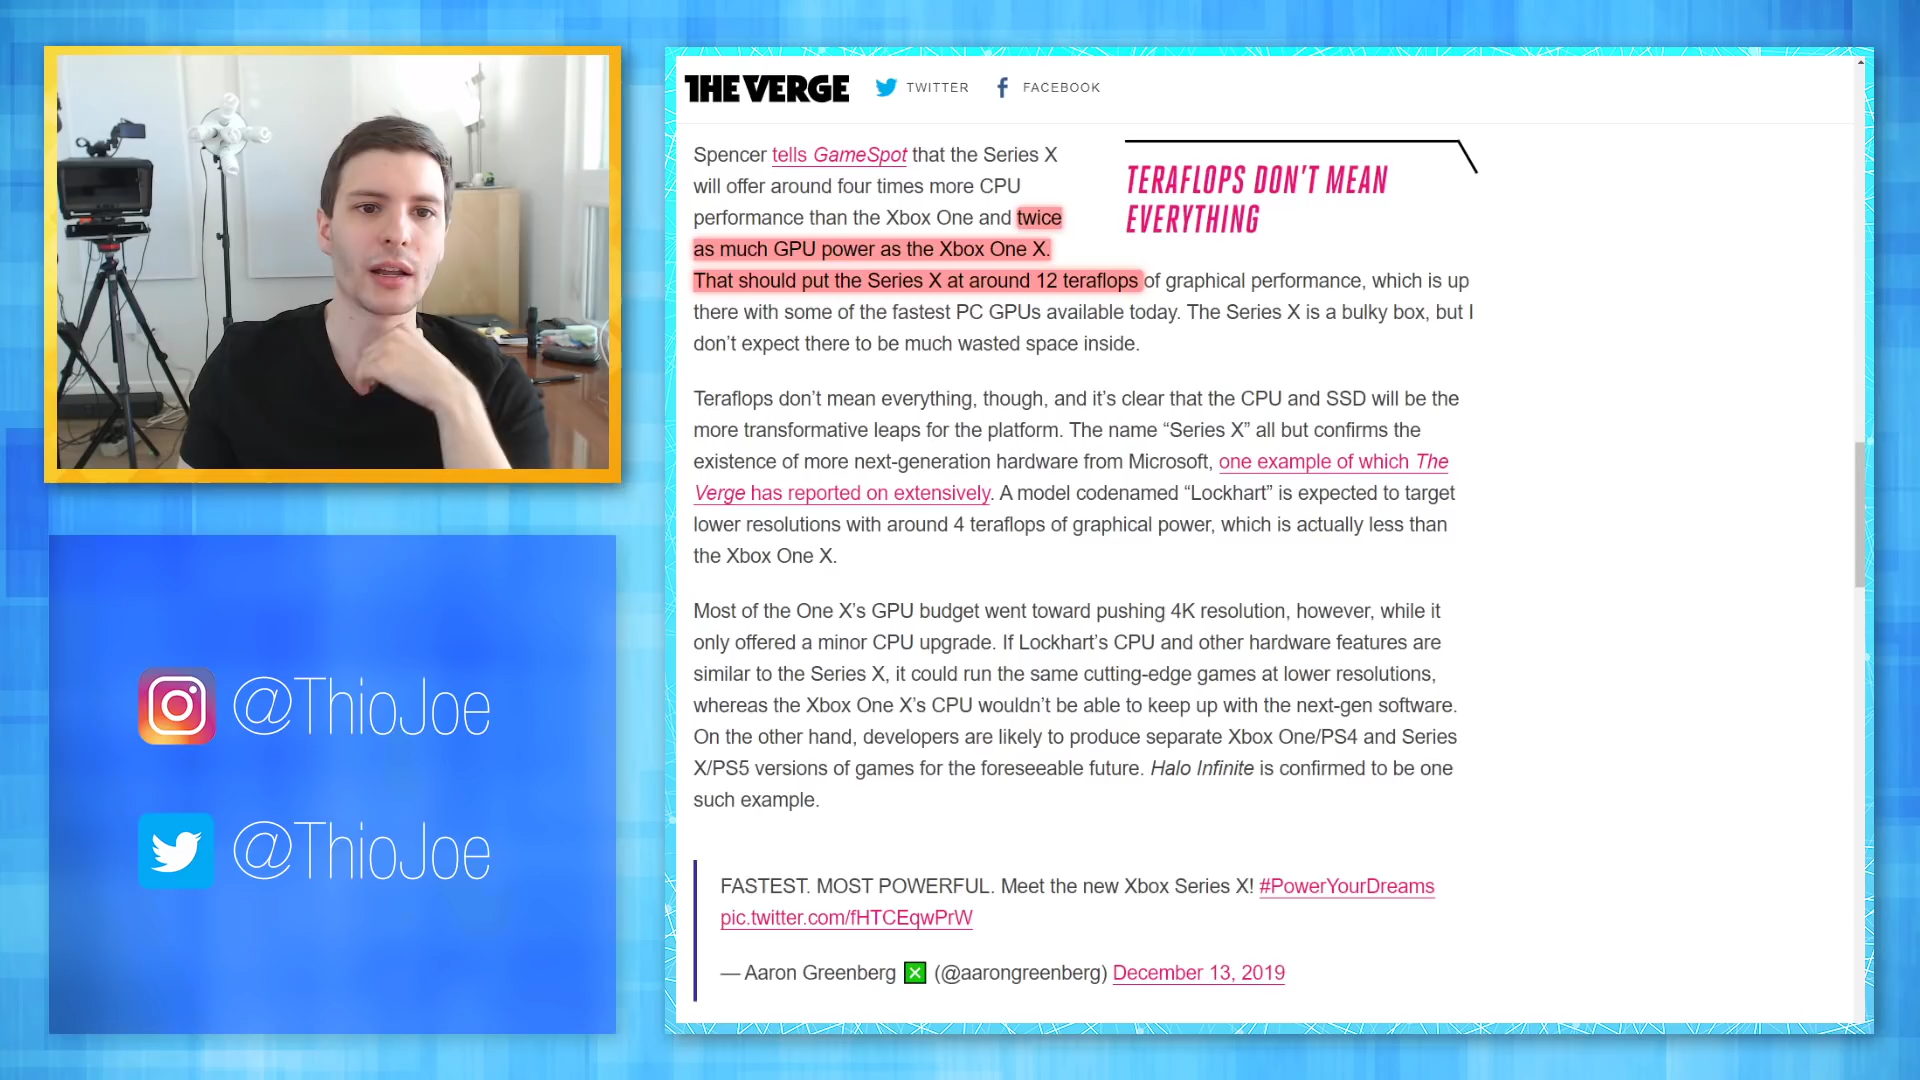 THE VERGE TWITTER FACEBOOK
Spencer tells GameSpot that the Series X
will offer around four times more CPU
performance than the Xbox One and twice
as much GPU power as the Xbox One X.
TERAFLOPS DON'T MEAN
EVERYTHING
That should put the Series X at around 12 teraflops of graphical performance, which is up
there with some of the fastest PC GPUs available today. The Series X is a bulky box, but I
don’t expect there to be much wasted space inside.
Teraflops don’t mean everything, though, and it’s clear that the CPU and SSD will be the
more transformative leaps for the platform. The name “Series X” all but confirms the
existence of more next-generation hardware from Microsoft, one example of which The
Verge has reported on extensively. A model codenamed “Lockhart” is expected to target
lower resolutions with around 4 teraflops of graphical power, which is actually less than
the Xbox One X.
Most of the One X’s GPU budget went toward pushing 4K resolution, however, while it
only offered a minor CPU upgrade. If Lockhart’s CPU and other hardware features are
similar to the Series X, it could run the same cutting-edge games at lower resolutions,
whereas the Xbox One X’s CPU wouldn’t be able to keep up with the next-gen software.
On the other hand, developers are likely to produce separate Xbox One/PS4 and Series
X/PS5 versions of games for the foreseeable future. Halo Infinite is confirmed to be one
such example.
FASTEST. MOST POWERFUL. Meet the new Xbox Series X! #PowerYourDreams
pic.twitter.com/fHTCEqwPrW
— Aaron Greenberg ❎ (@aarongreenberg) December 13, 2019
@ThioJoe
@ThioJoe